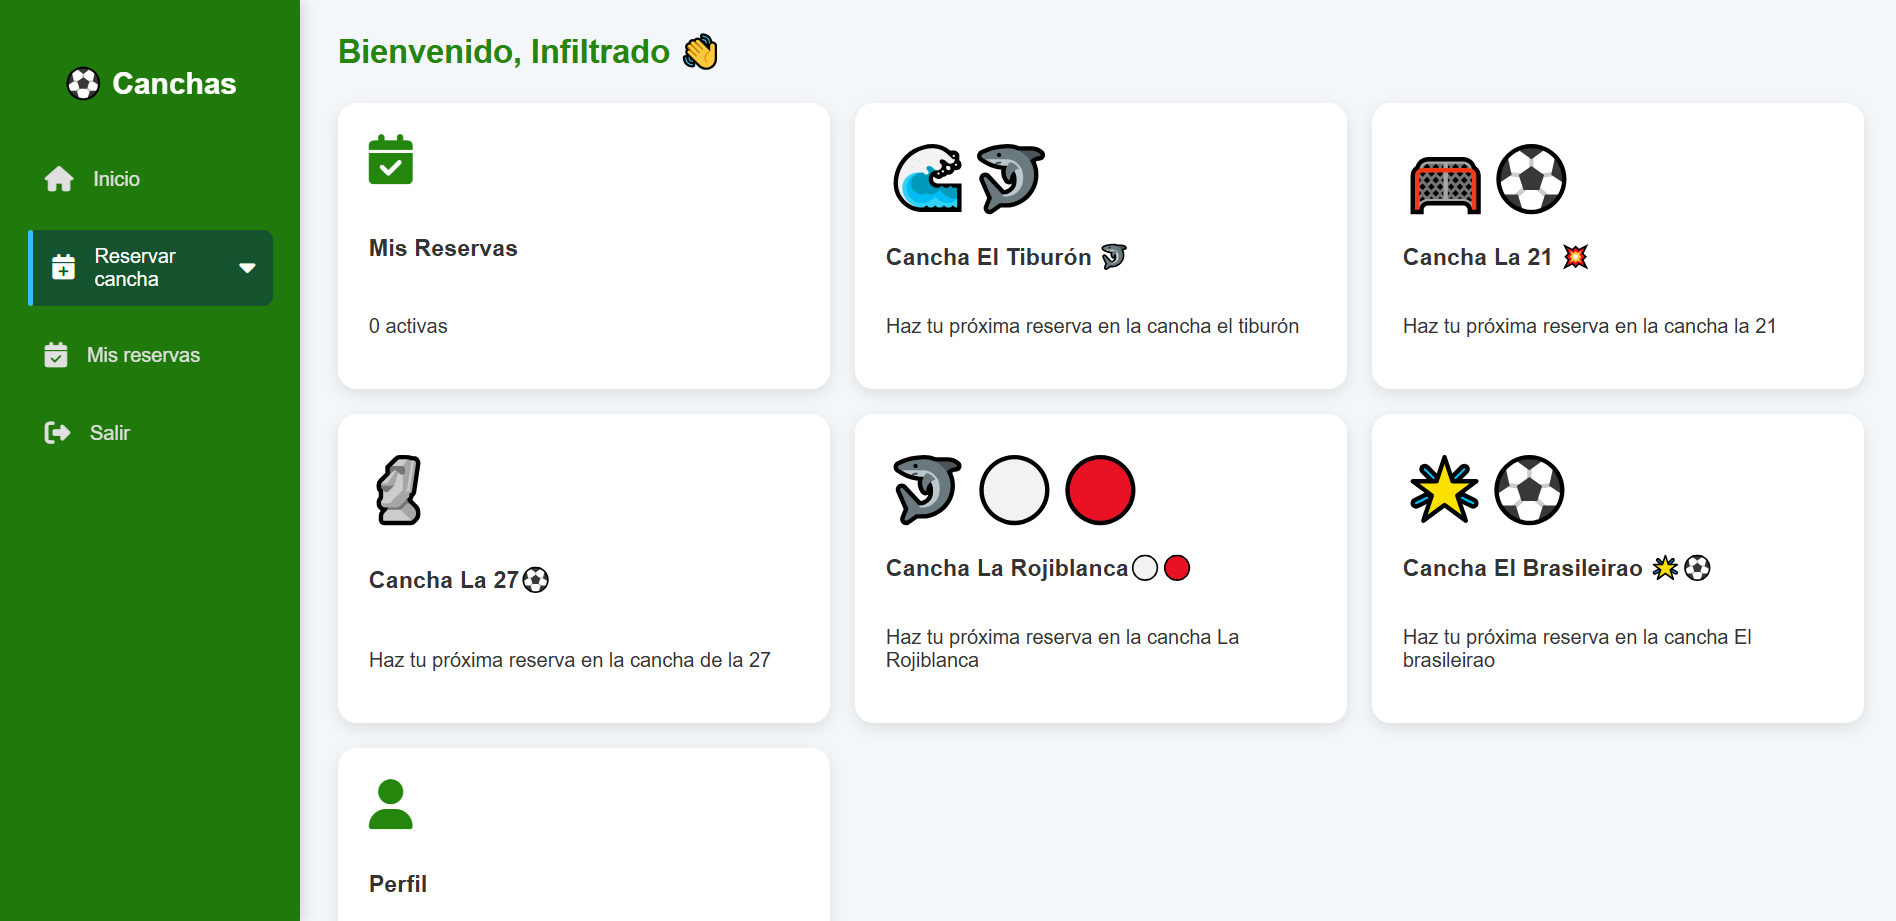 Canchas
Inicio
Reservar
cancha
Mis reservas
Salir
Bienvenido, Infiltrado 👋
Mis Reservas
0 activas
Cancha El Tiburón 🦈
Haz tu próxima reserva en la cancha el tiburón
Cancha La 21 💥
Haz tu próxima reserva en la cancha la 21
Cancha La 27⚽
Haz tu próxima reserva en la cancha de la 27
Cancha La Rojiblanca⚪🔴
Haz tu próxima reserva en la cancha La
Rojiblanca
Cancha El Brasileirao 🌟⚽
Haz tu próxima reserva en la cancha El
brasileirao
Perfil